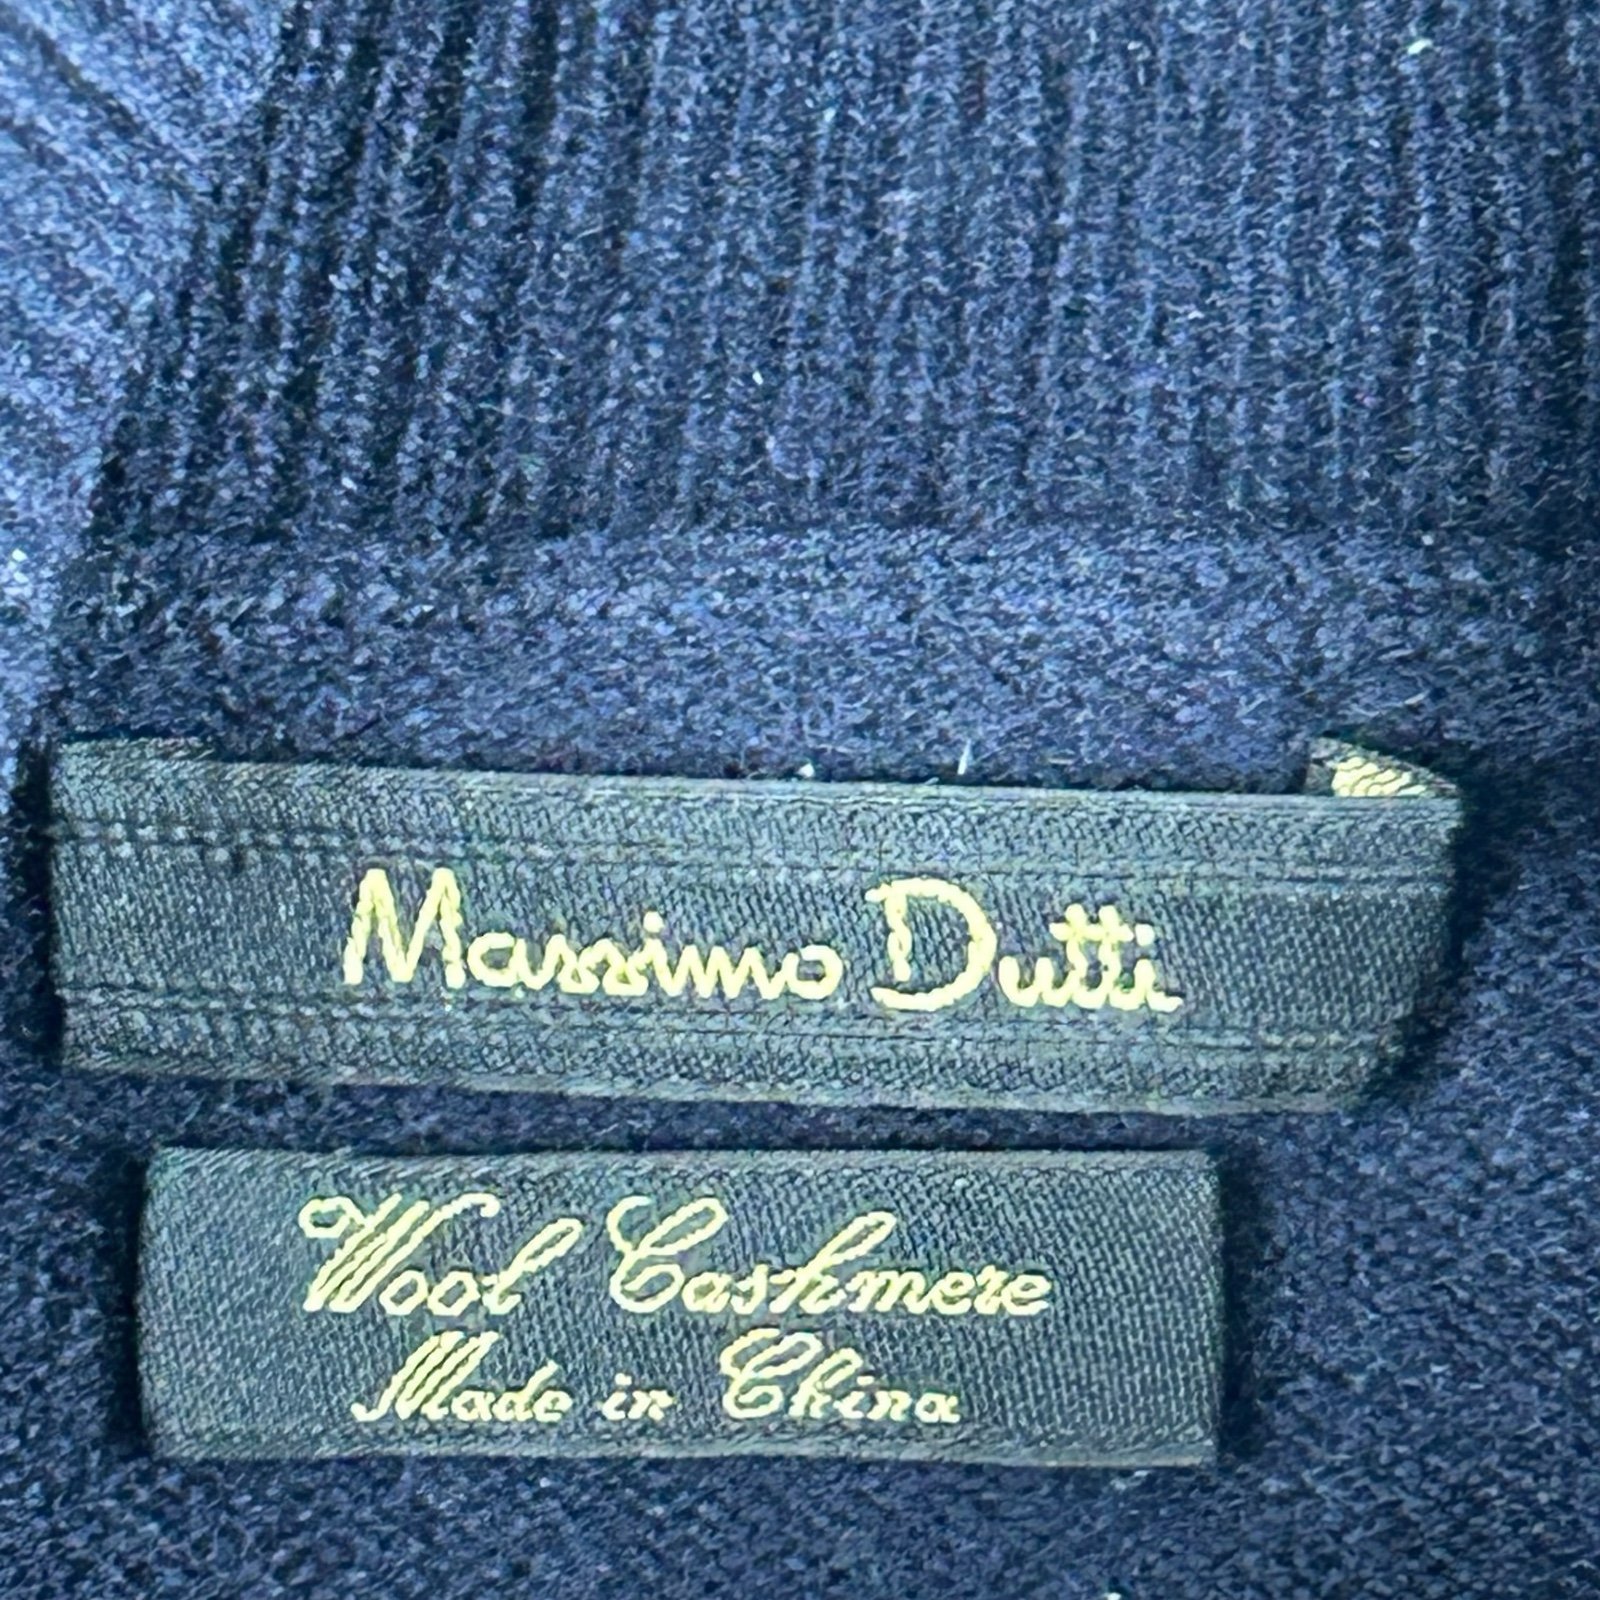 Massimo Dutti
Wool Cashmere
Made in China